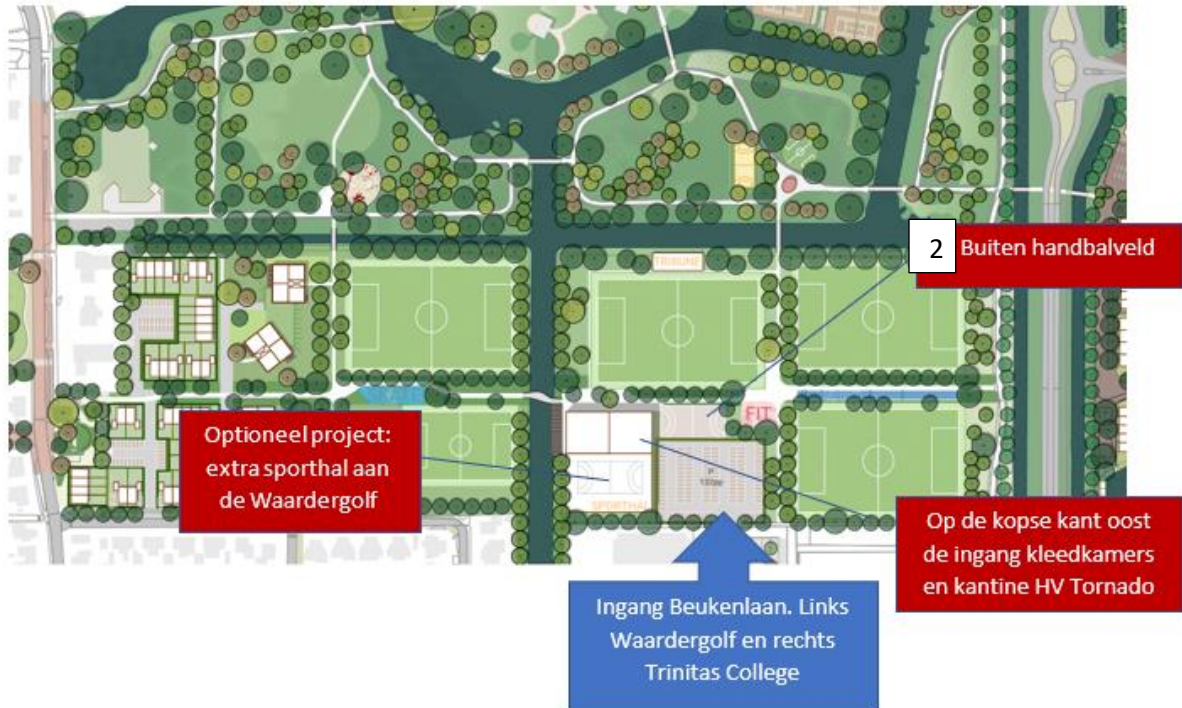 TRIBUNE
2 Buiten handbalveld
FIT
Optioneel project:
extra sporthal aan
de Waardergolf
P
SPORTHAL
Op de kopse kant oost
de ingang kleedkamers
en kantine HV Tornado
Ingang Beukenlaan. Links
Waardergolf en rechts
Trinitas College